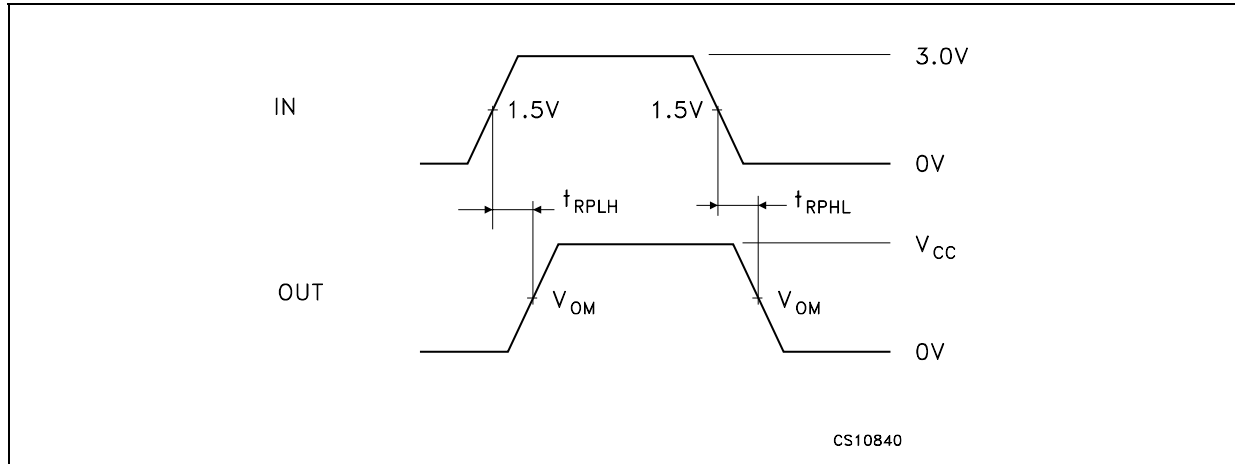 3.0V
IN
1.5V
1.5V
0V
tRPLH
tRPHL
VCC
OUT
VOM
VOM
0V
CS10840